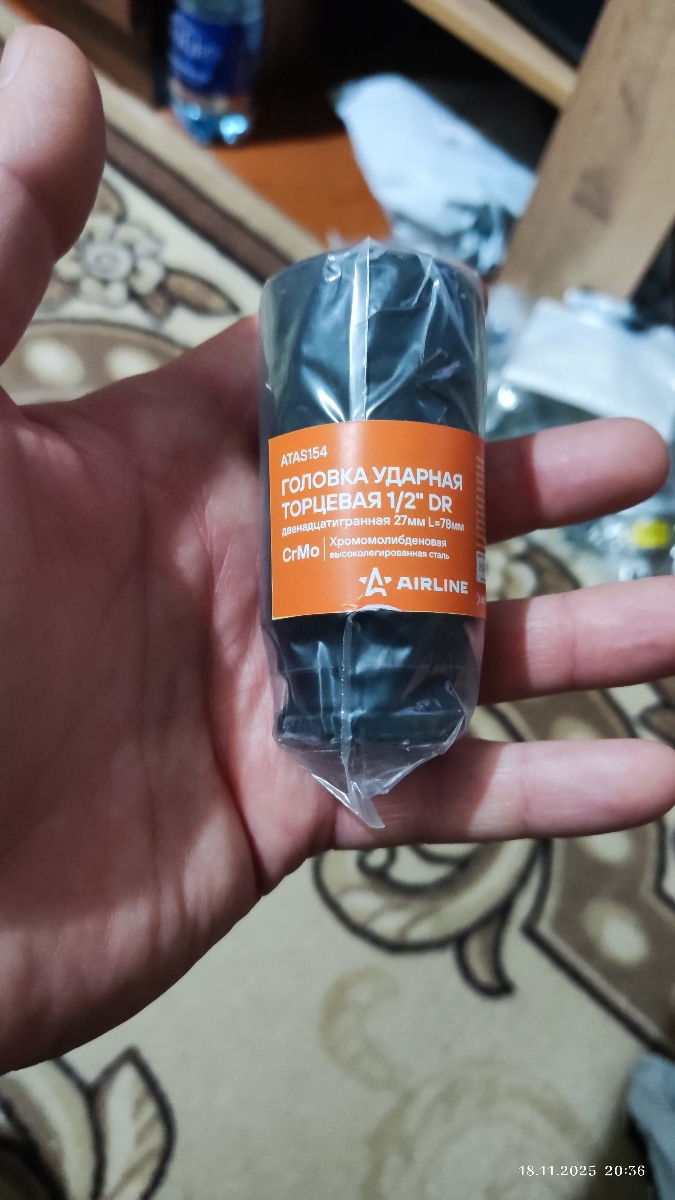 ATAS154
ГОЛОВКА УДАРНАЯ
ТОРЦЕВАЯ 1/2" DR
двенадцатигранная 27мм L=78мм
CrMo
Хромомолибденовая
высоколегированная сталь
AIRLINE
18.11.2025 20:36